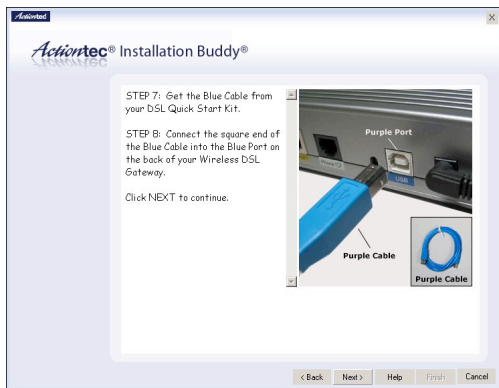 Actiontec
X
Actiontec® Installation Buddy®
STEP 7: Get the Blue Cable from
your DSL Quick Start Kit.
STEP 8: Connect the square end of
the Blue Cable into the Blue Port on
the back of your Wireless DSL
Gateway.
Click NEXT to continue.
Purple Port
Phone
USB
Purple Cable
Purple Cable
< Back Next > Help Finish Cancel